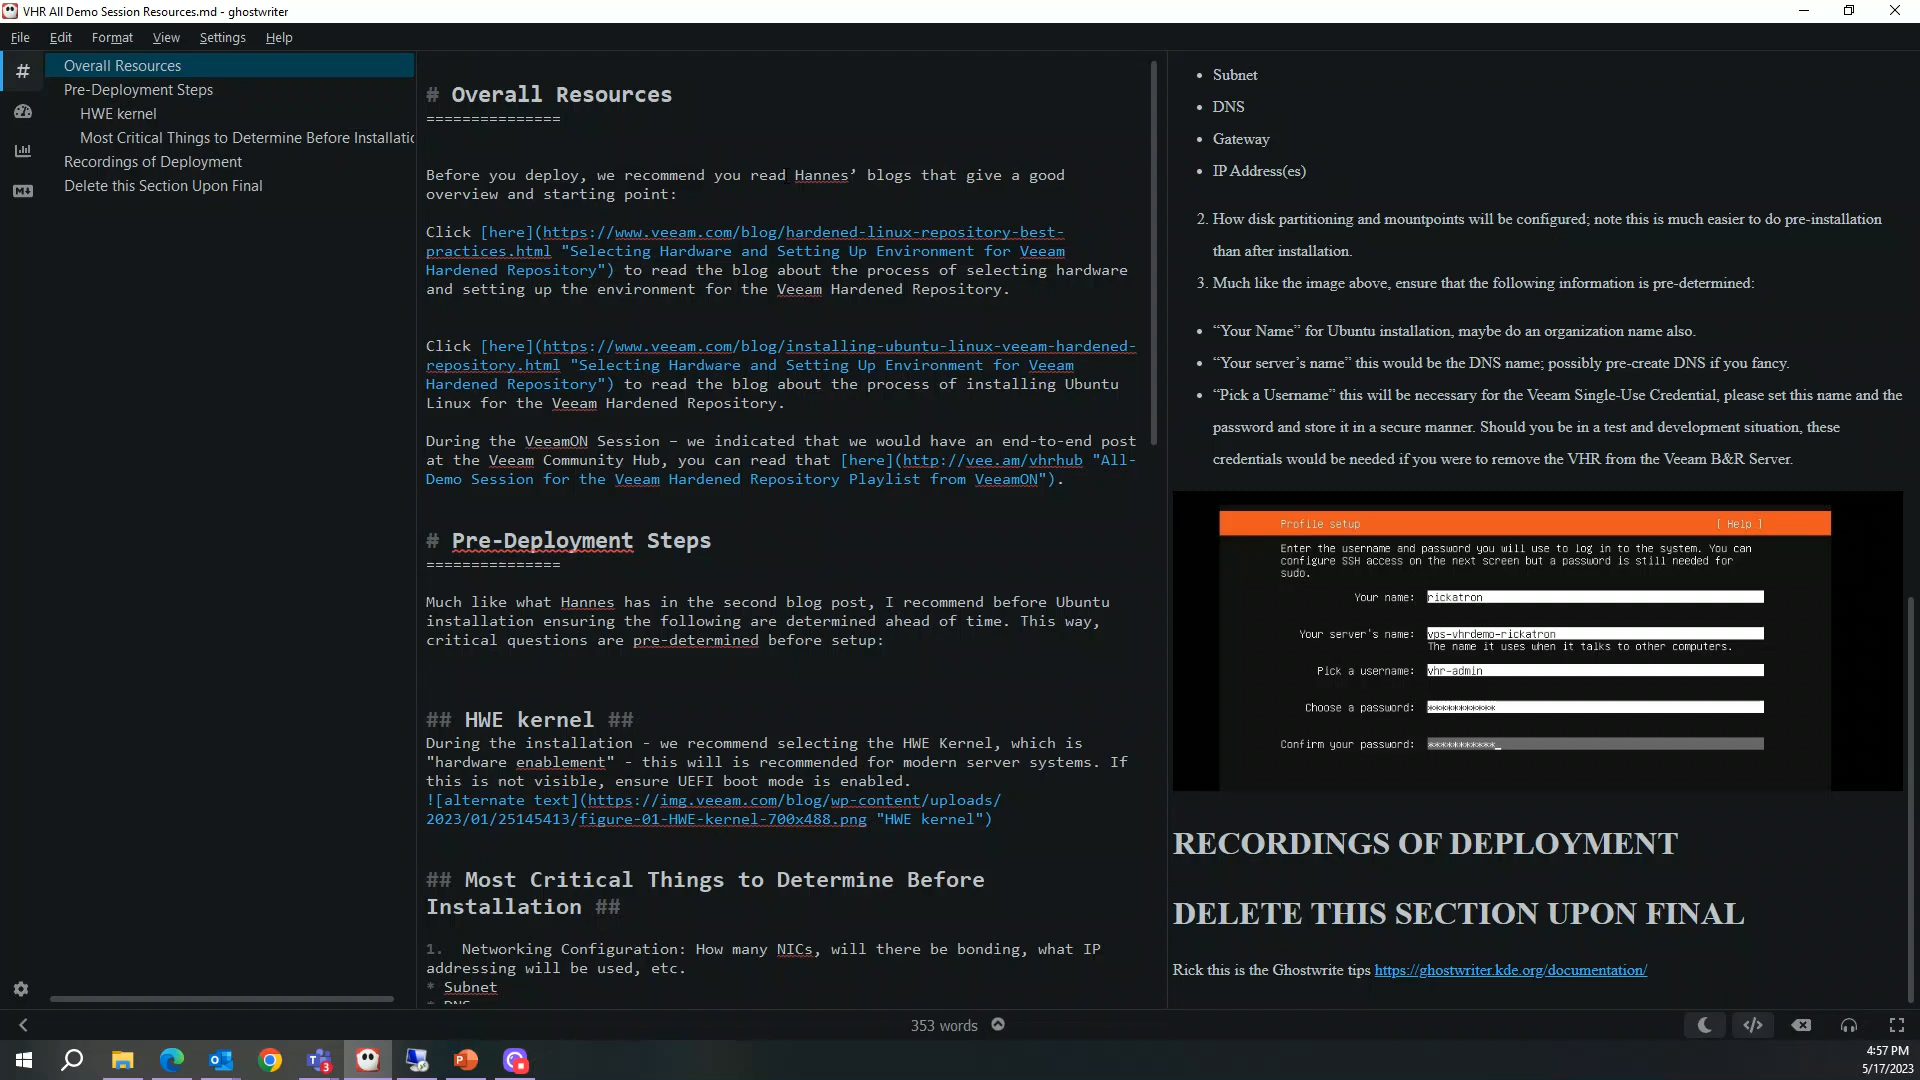 VHR All Demo Session Resources.md - ghostwriter
File Edit Format View Settings Help
Overall Resources
Pre-Deployment Steps
HWE kernel
Most Critical Things to Determine Before Installatic
Recordings of Deployment
Delete this Section Upon Final
# Overall Resources
===============
Before you deploy, we recommend you read Hannes’ blogs that give a good
overview and starting point:
Click [here](https://www.veeam.com/blog/hardened-linux-repository-best-
practices.html "Selecting Hardware and Setting Up Environment for Veeam
Hardened Repository") to read the blog about the process of selecting hardware
and setting up the environment for the Veeam Hardened Repository.
Click [here](https://www.veeam.com/blog/installing-ubuntu-linux-veeam-hardened-
repository.html "Selecting Hardware and Setting Up Environment for Veeam
Hardened Repository") to read the blog about the process of installing Ubuntu
Linux for the Veeam Hardened Repository.
During the VeeamON Session – we indicated that we would have an end-to-end post
at the Veeam Community Hub, you can read that [here](http://vee.am/vhrhub "All-
Demo Session for the Veeam Hardened Repository Playlist from VeeamON").
# Pre-Deployment Steps
===============
Much like what Hannes has in the second blog post, I recommend before Ubuntu
installation ensuring the following are determined ahead of time. This way,
critical questions are pre-determined before setup:
## HWE kernel ##
During the installation - we recommend selecting the HWE Kernel, which is
"hardware enablement" - this will is recommended for modern server systems. If
this is not visible, ensure UEFI boot mode is enabled.
![alternate text](https://img.veeam.com/blog/wp-content/uploads/
2023/01/25145413/figure-01-HWE-kernel-700x488.png "HWE kernel")
## Most Critical Things to Determine Before
Installation ##
1. Networking Configuration: How many NICs, will there be bonding, what IP
addressing will be used, etc.
* Subnet
* DNS
• Subnet
• DNS
• Gateway
• IP Address(es)
2. How disk partitioning and mountpoints will be configured; note this is much easier to do pre-installation
than after installation.
3. Much like the image above, ensure that the following information is pre-determined:
• “Your Name” for Ubuntu installation, maybe do an organization name also.
• “Your server’s name” this would be the DNS name; possibly pre-create DNS if you fancy.
• “Pick a Username” this will be necessary for the Veeam Single-Use Credential, please set this name and the
password and store it in a secure manner. Should you be in a test and development situation, these
credentials would be needed if you were to remove the VHR from the Veeam B&R Server.
Profile setup [ Help ]
Enter the username and password you will use to log in to the system. You can
configure SSH access on the next screen but a password is still needed for
sudo.
Your name: rickatron
Your server's name: vps-vhrdemo-rickatron
The name it uses when it talks to other computers.
Pick a username: vhr-admin
Choose a password: ***********
Confirm your password: ***********_
RECORDINGS OF DEPLOYMENT
DELETE THIS SECTION UPON FINAL
Rick this is the Ghostwrite tips https://ghostwriter.kde.org/documentation/
353 words
4:57 PM
5/17/2023